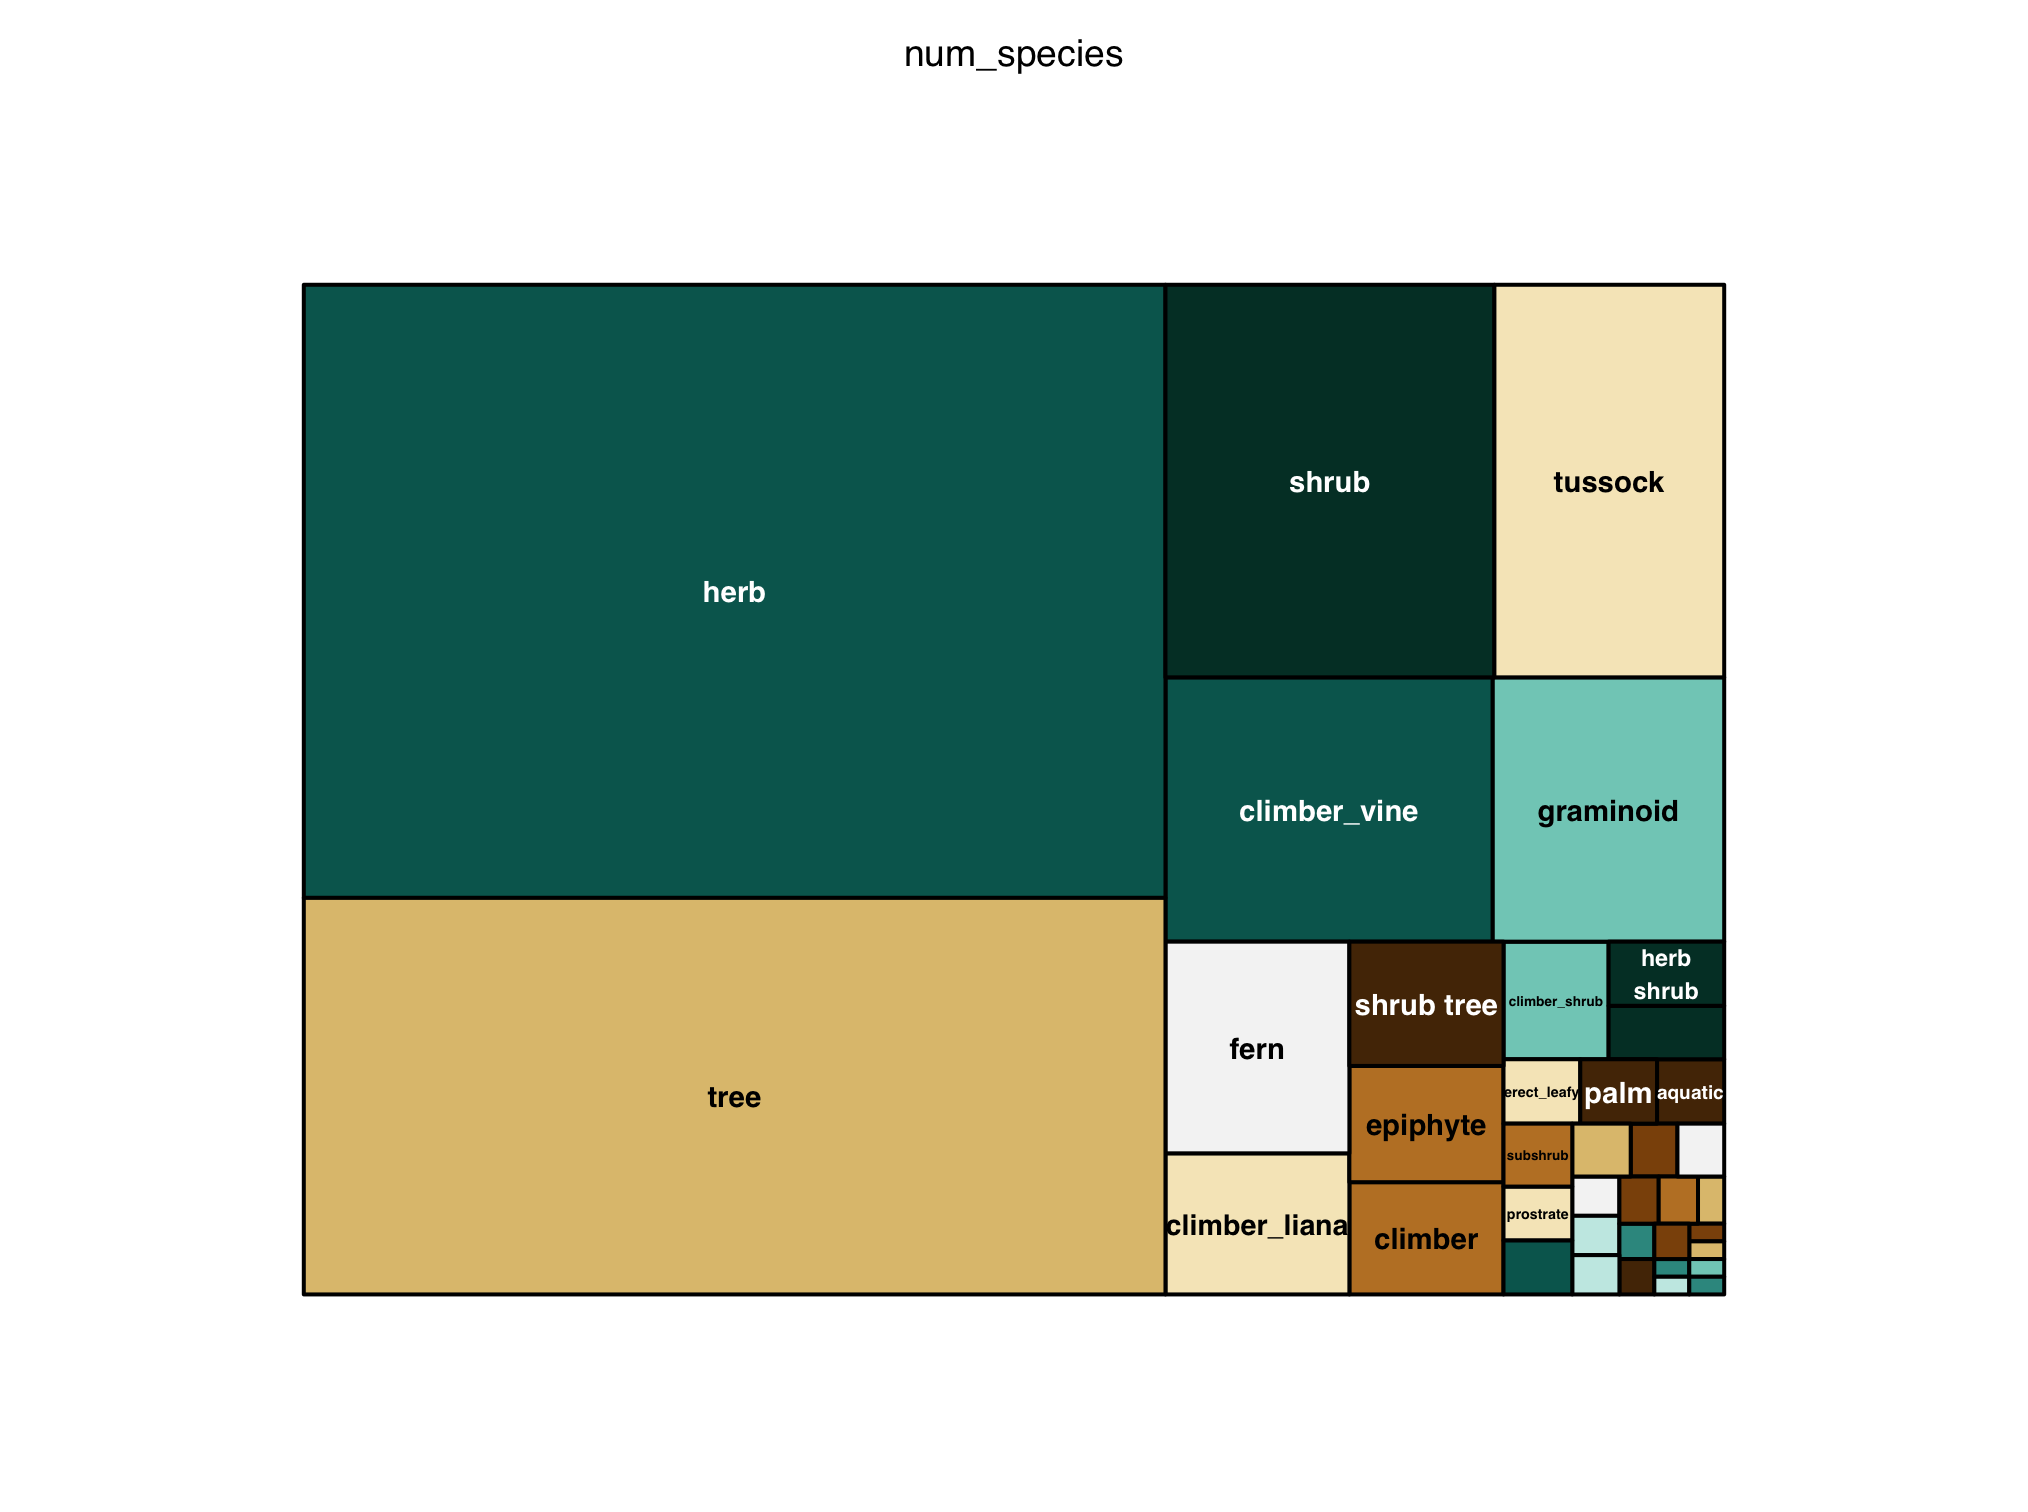 num_species
herb
shrub
tussock
climber_vine
graminoid
tree
fern
shrub tree
climber_shrub
herb
shrub
epiphyte
erect_leafy
palm
aquatic
subshrub
climber_liana
climber
prostrate